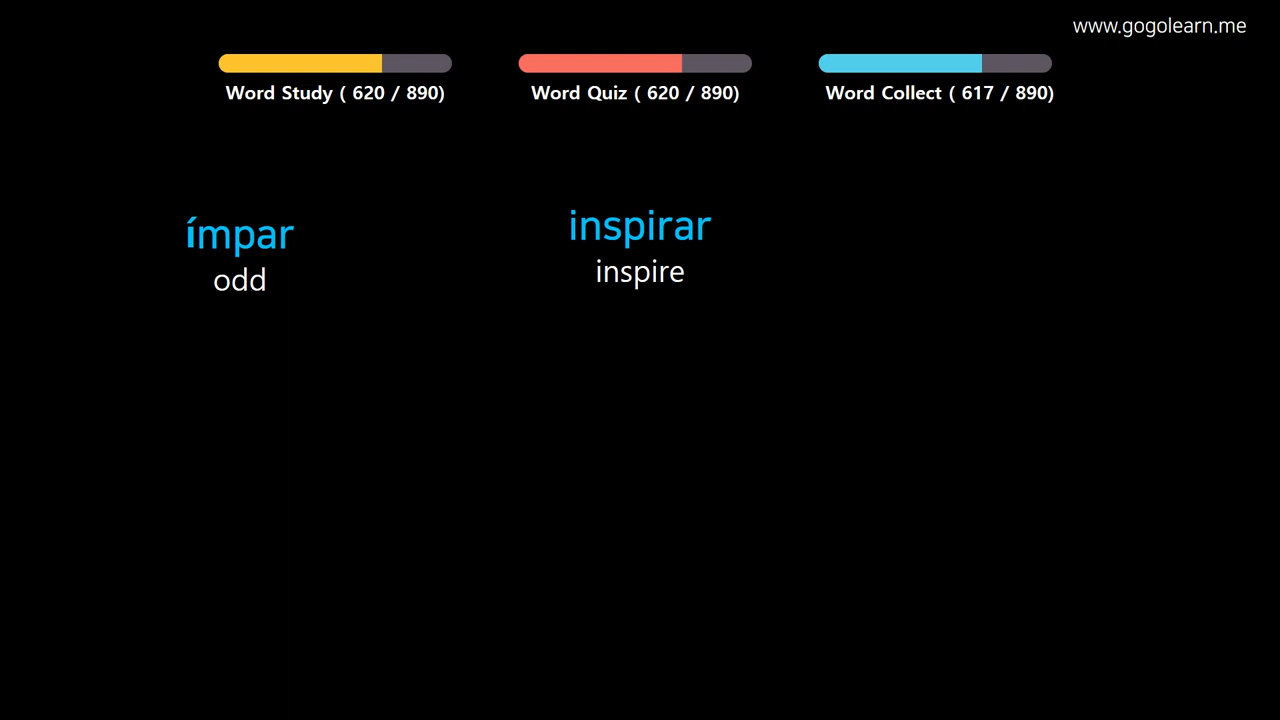 www.gogolearn.me
Word Study ( 620 / 890)
Word Quiz ( 620 / 890)
Word Collect ( 617 / 890)
ímpar
odd
inspirar
inspire